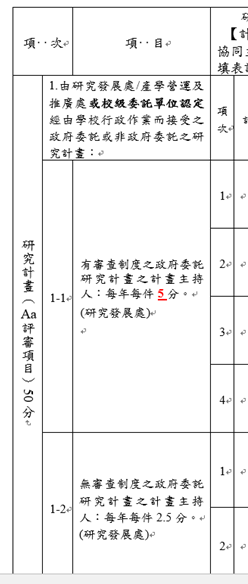 項‧‧次
項‧‧目
【計
協同主
填表
1.由研究發展處/產學營運及
推廣處或校級委託單位認定
經由學校行政作業而接受之
政府委託或非政府委託之研
究計畫：
項
次
研究計畫（Aa評審項目）50分
1-1
有審查制度之政府委託
研究計畫之計畫主持
人：每年每件 5 分。
(研究發展處)
1
2
3
4
1-2
無審查制度之政府委託
研究計畫之計畫主持
人：每年每件 2.5 分。
(研究發展處)
1
2